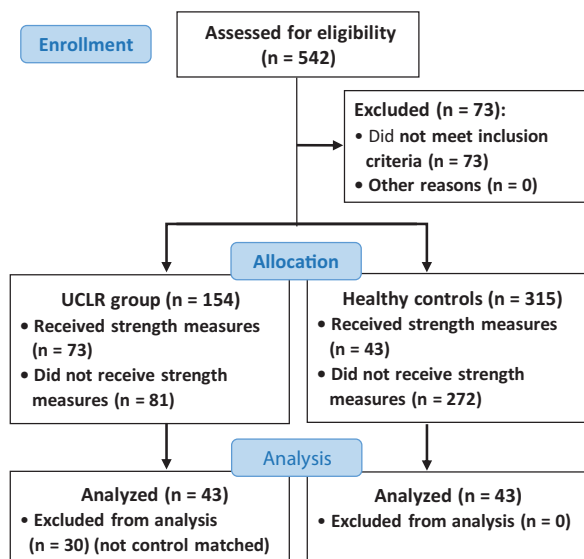 Enrollment
Assessed for eligibility
(n = 542)
Excluded (n = 73):
• Did not meet inclusion
criteria (n = 73)
• Other reasons (n = 0)
Allocation
UCLR group (n = 154)
• Received strength measures
(n = 73)
• Did not receive strength
measures (n = 81)
Healthy controls (n = 315)
• Received strength measures
(n = 43)
• Did not receive strength
measures (n = 272)
Analysis
Analyzed (n = 43)
• Excluded from analysis
(n = 30) (not control matched)
Analyzed (n = 43)
• Excluded from analysis (n = 0)